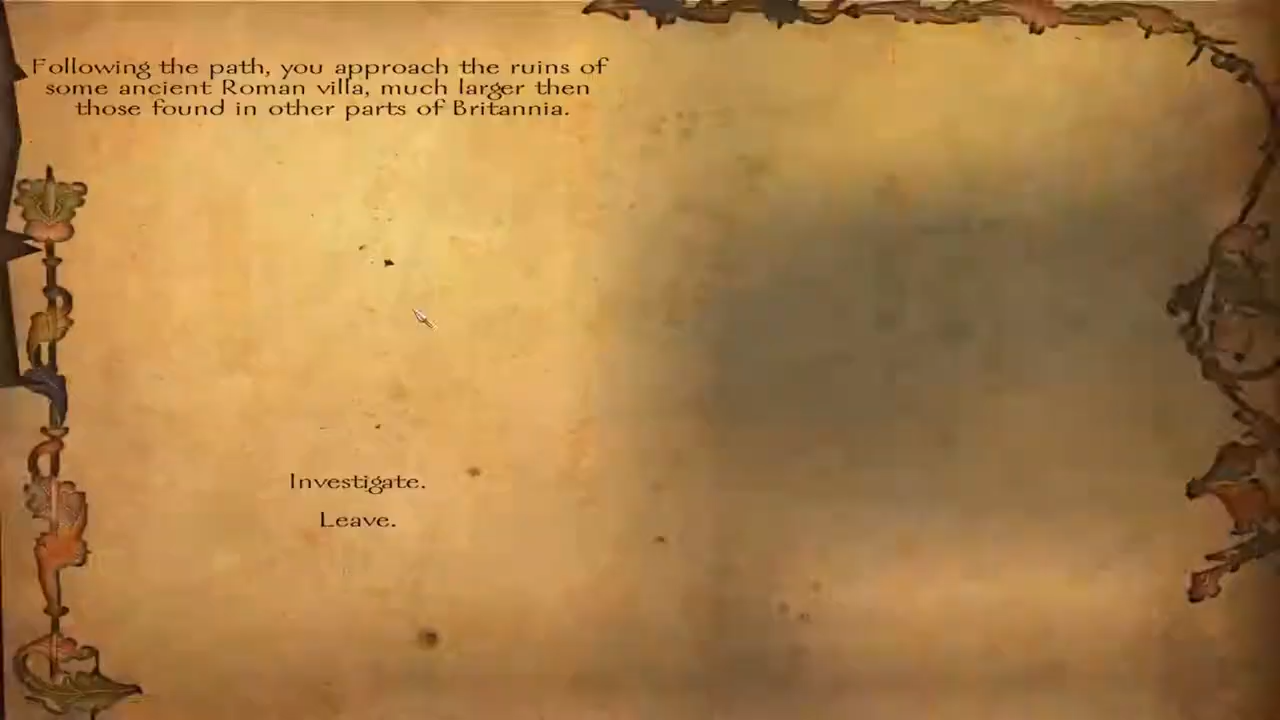 Following the path, you approach the ruins of
some ancient Roman villa, much larger then
those found in other parts of Britannia.
Investigate.
Leave.